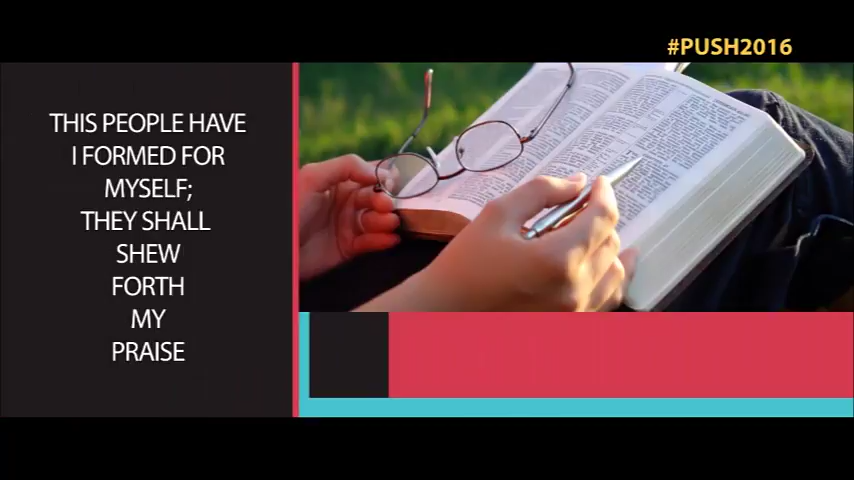 #PUSH2016
THIS PEOPLE HAVE
I FORMED FOR
MYSELF;
THEY SHALL
SHEW
FORTH
MY
PRAISE